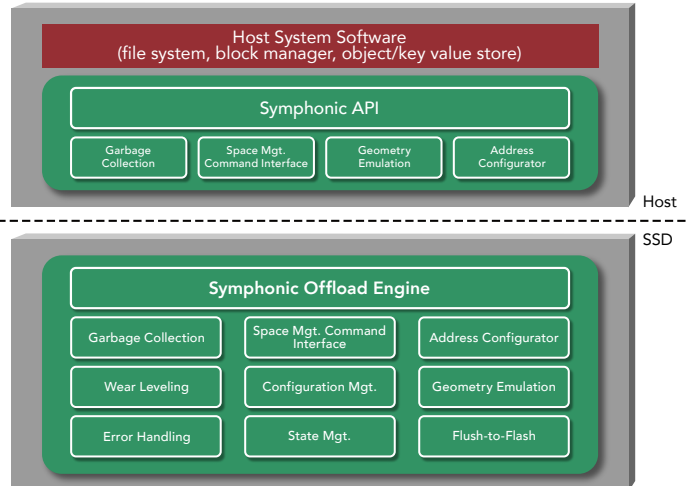 Host System Software
(file system, block manager, object/key value store)
Symphonic API
Garbage
Collection
Space Mgt.
Command Interface
Geometry
Emulation
Address
Configurator
Host
SSD
Symphonic Offload Engine
Garbage Collection
Space Mgt. Command
Interface
Address Configurator
Wear Leveling
Configuration Mgt.
Geometry Emulation
Error Handling
State Mgt.
Flush-to-Flash